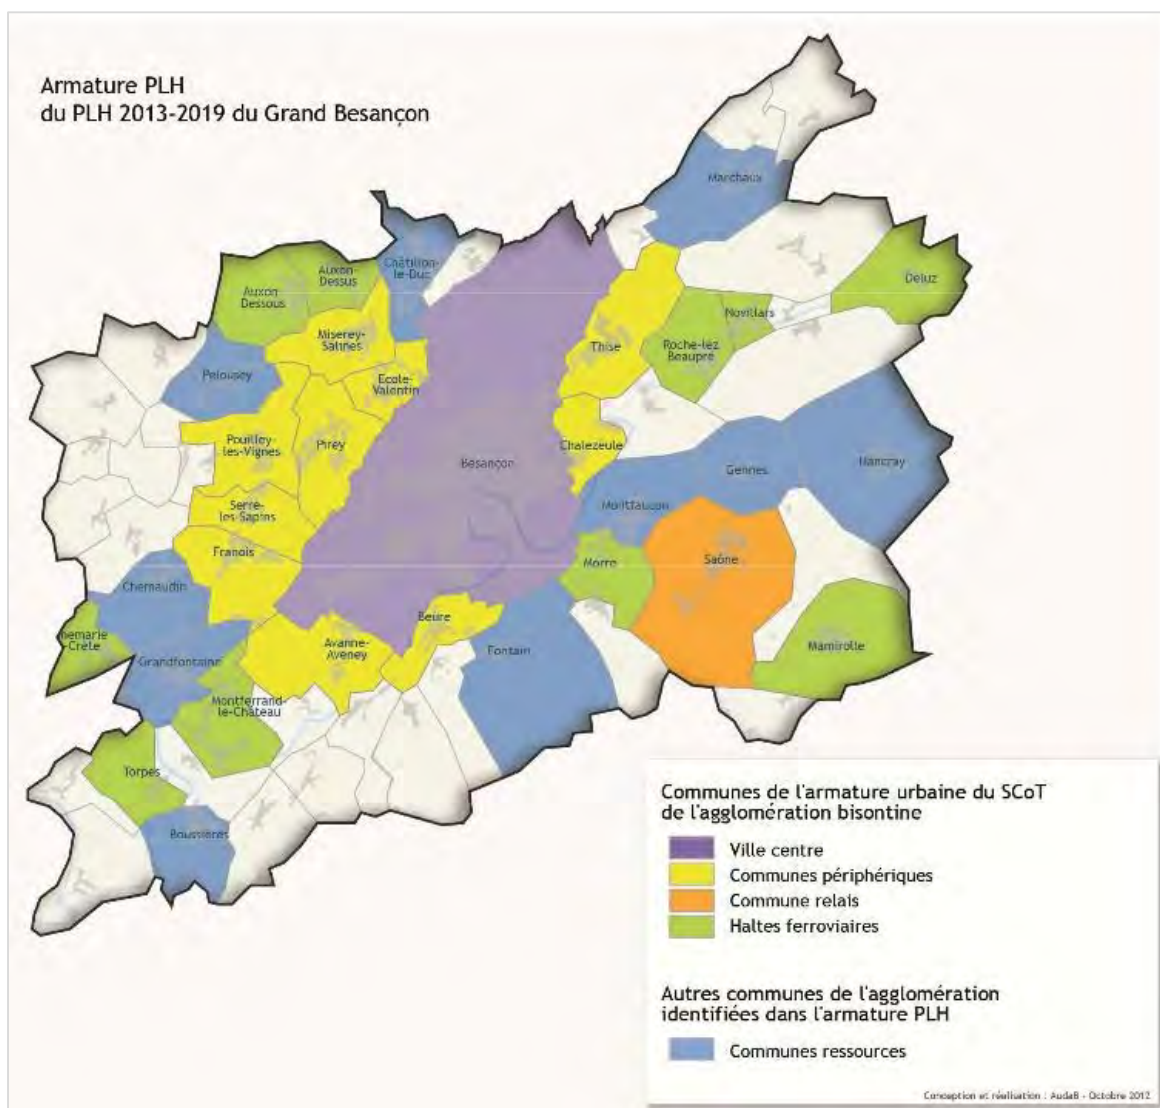 Armature PLH
du PLH 2013-2019 du Grand Besançon
Marchaux
Châtillon-
le-Duc
Auxon-
Dessus
Auxon
Dessous
Deluz
Novillars
Miserey-
Salines
Thise
Roche-lez
Beaupré
Pelousey
Ecole-
Valentin
Pouilley-
les-Vignes
Pirey
Chalezeule
Besançon
Gennes
Nancray
Serre-
les-Sapins
Montfaucon
Franois
Morre
Saône
Chemaudin
Beure
nemarie
-Crête
Avanne-
Aveney
Fontain
Mamirolle
Grandfontaine
Montferrand-
le-Château
Torpes
Boussières
Communes de l'armature urbaine du SCoT
de l'agglomération bisontine
Ville centre
Communes périphériques
Commune relais
Haltes ferroviaires
Autres communes de l'agglomération
identifiées dans l'armature PLH
Communes ressources
Conception et réalisation : AudaB - Octobre 2012